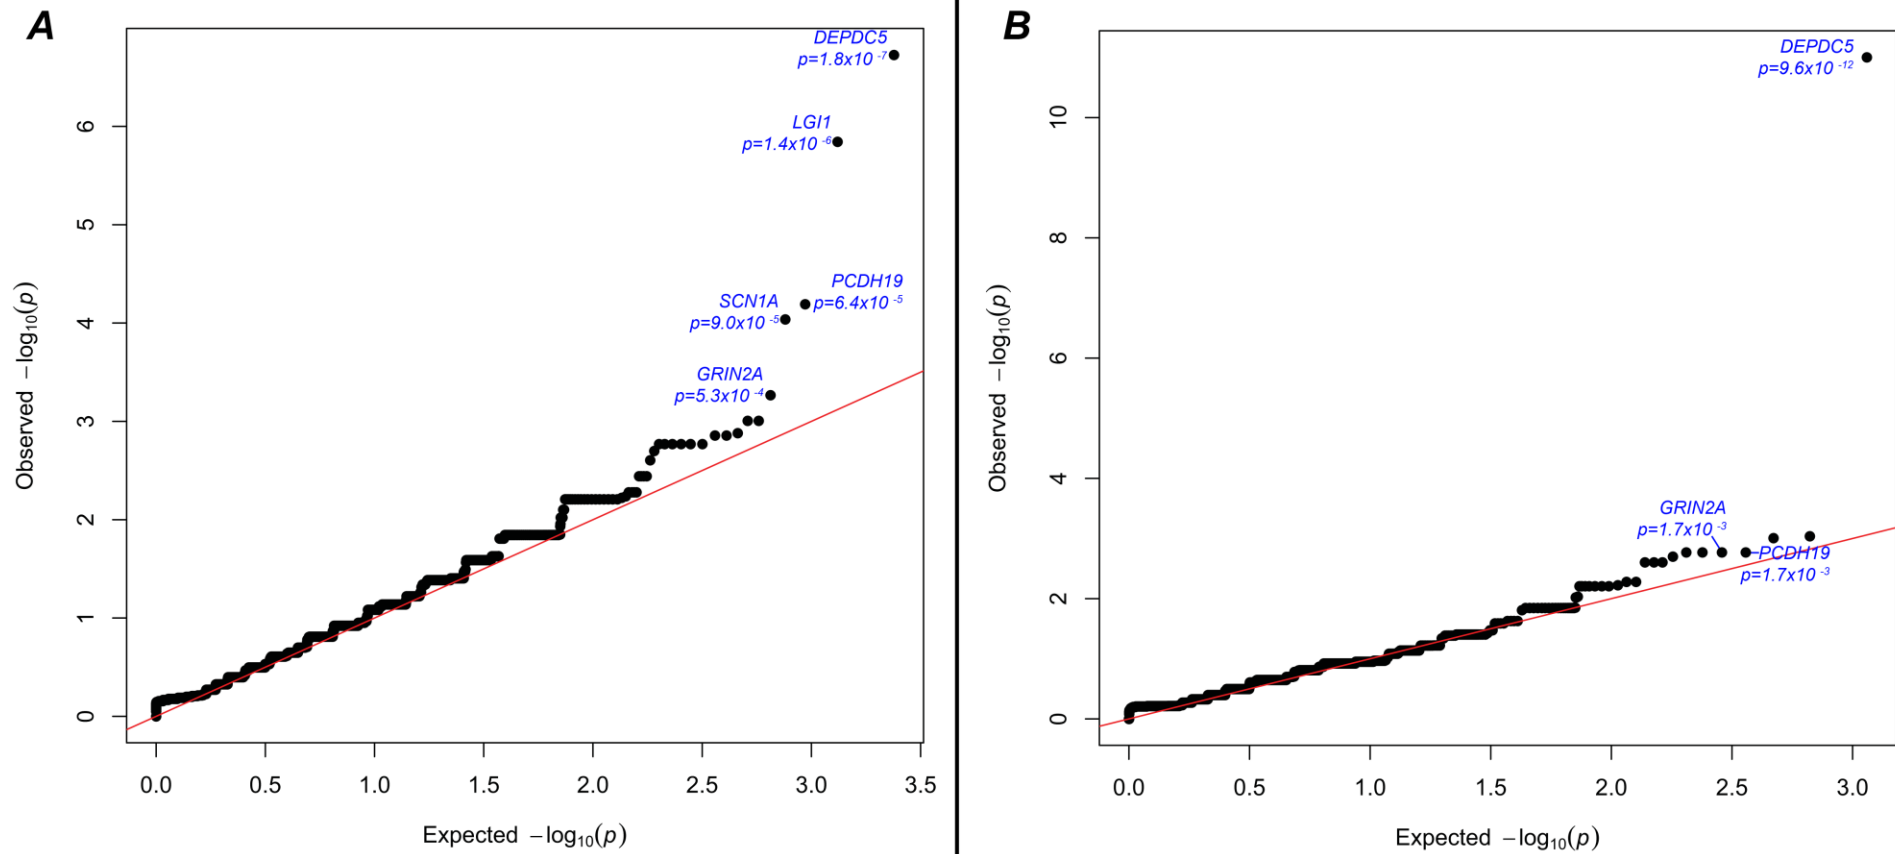 A
DEPDC5
p=1.8x10 -7
LGI1
p=1.4x10 -6
PCDH19
p=6.4x10 -5
SCN1A
p=9.0x10 -5
GRIN2A
p=5.3x10 -4
6
5
4
3
2
1
0
Observed −log10(p)
0.0 0.5 1.0 1.5 2.0 2.5 3.0 3.5
Expected −log10(p)
B
DEPDC5
p=9.6x10 -12
GRIN2A
p=1.7x10 -3
PCDH19
p=1.7x10 -3
10
8
6
4
2
0
Observed −log10(p)
0.0 0.5 1.0 1.5 2.0 2.5 3.0
Expected −log10(p)